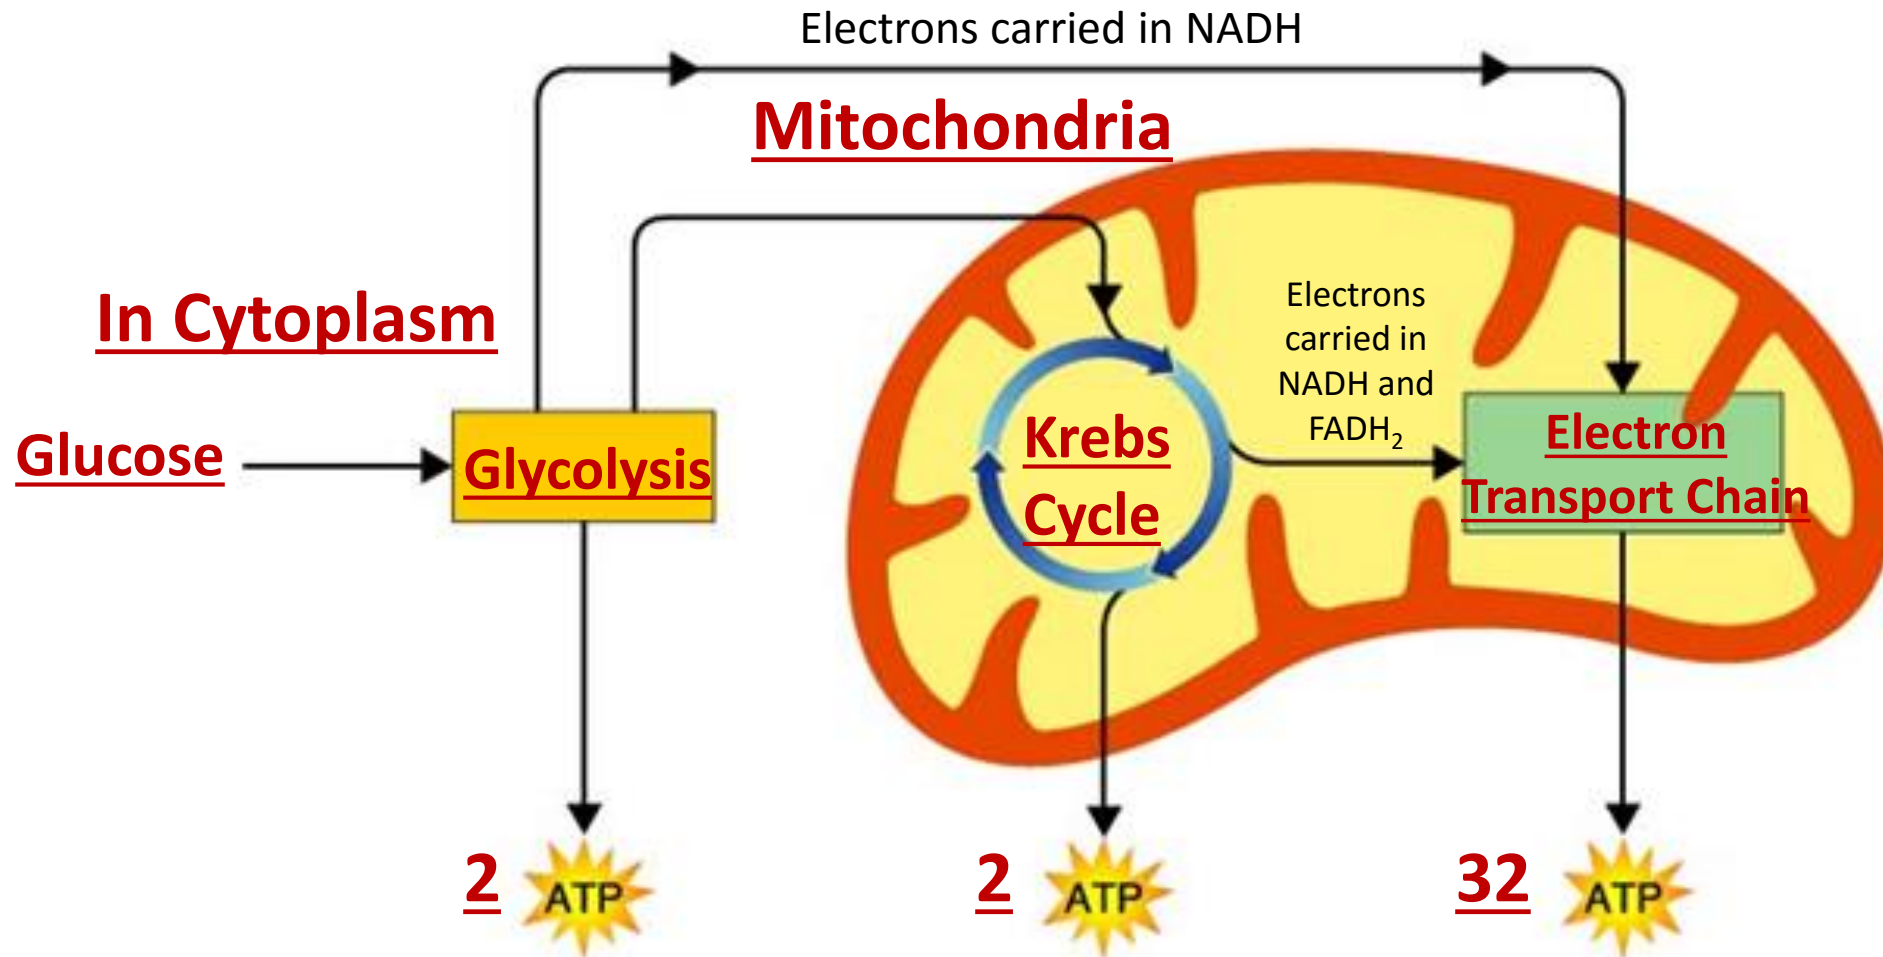 Electrons carried in NADH
Mitochondria
In Cytoplasm
Electrons
carried in
NADH and
FADH₂
Glucose
Glycolysis
Krebs
Cycle
Electron
Transport Chain
2 ATP
2 ATP
32 ATP